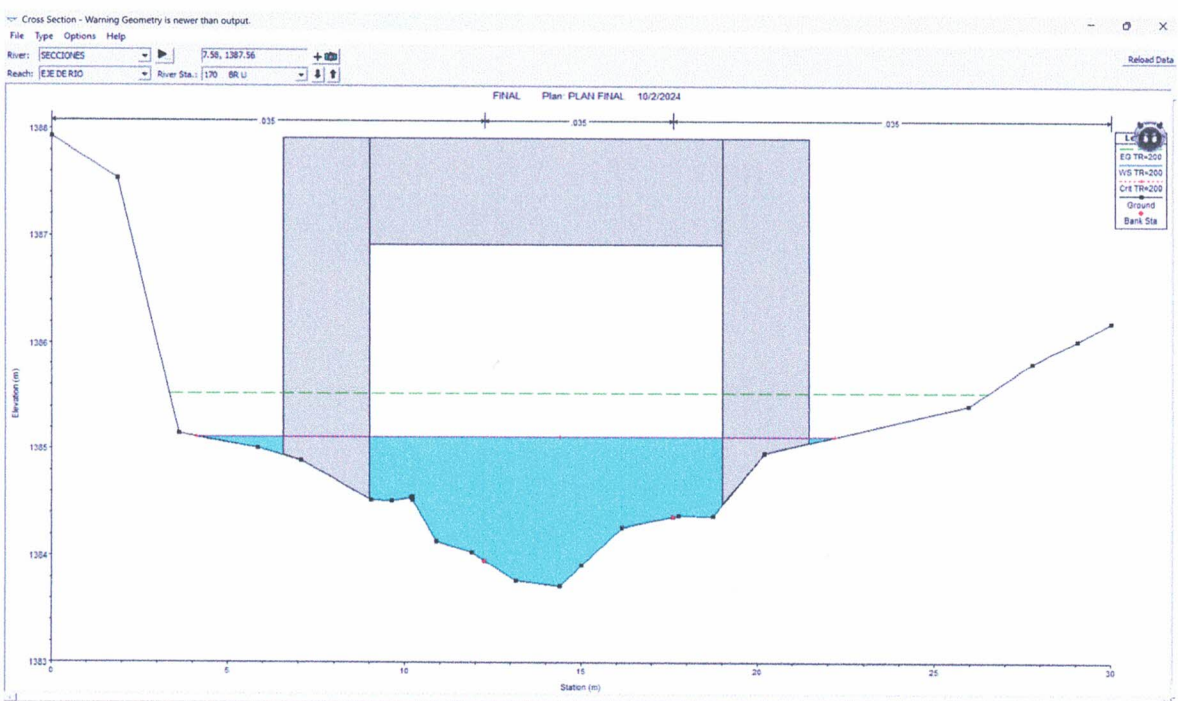 Cross Section - Warning Geometry is newer than output.
File Type Options Help
River: SECCIONES 7.58, 1387.56
Reload Data
Reach: EJE DE RIO River Sta.: 170 BR U
FINAL Plan: PLAN FINAL 10/2/2024
.035 .035 .035
Le
EG TR=200
WS TR=200
Crit TR=200
Ground
Bank Sta
1388
1387
1386
1385
1384
1383
Elevation (m)
0 5 10 15 20 25 30
Station (m)